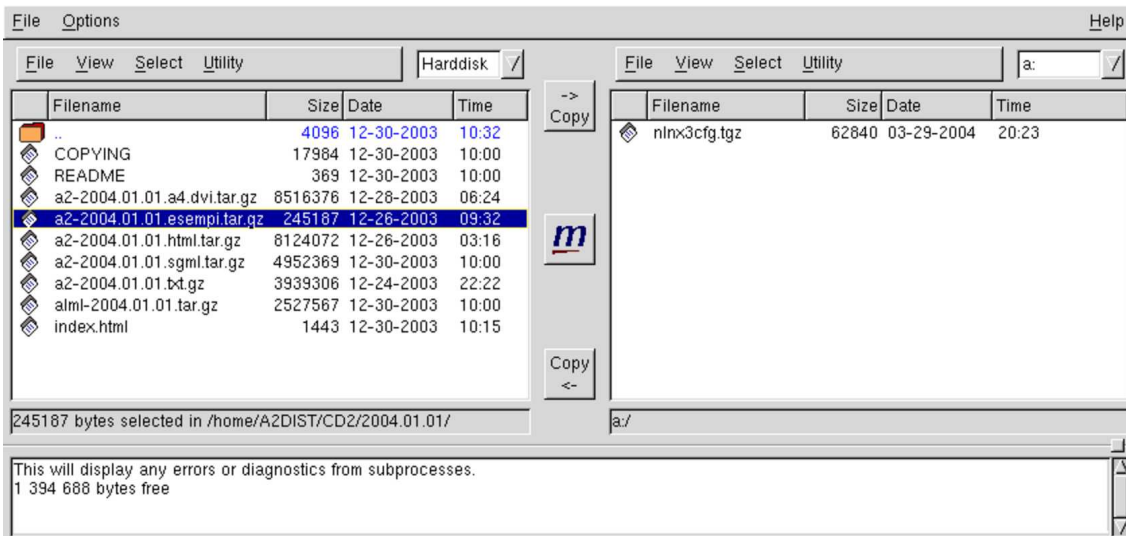 File Options Help
File View Select Utility Harddisk
Filename Size Date Time
.. 4096 12-30-2003 10:32
COPYING 17984 12-30-2003 10:00
README 369 12-30-2003 10:00
a2-2004.01.01.a4.dvi.tar.gz 8516376 12-28-2003 06:24
a2-2004.01.01.esempi.tar.gz 245187 12-26-2003 09:32
a2-2004.01.01.html.tar.gz 8124072 12-26-2003 03:16
a2-2004.01.01.sgml.tar.gz 4952369 12-30-2003 10:00
a2-2004.01.01.txt.gz 3939306 12-24-2003 22:22
alml-2004.01.01.tar.gz 2527567 12-30-2003 10:00
index.html 1443 12-30-2003 10:15
245187 bytes selected in /home/A2DIST/CD2/2004.01.01/
->
Copy
m
Copy
<-
File View Select Utility a:
Filename Size Date Time
nlnx3cfg.tgz 62840 03-29-2004 20:23
a:/
This will display any errors or diagnostics from subprocesses.
1 394 688 bytes free